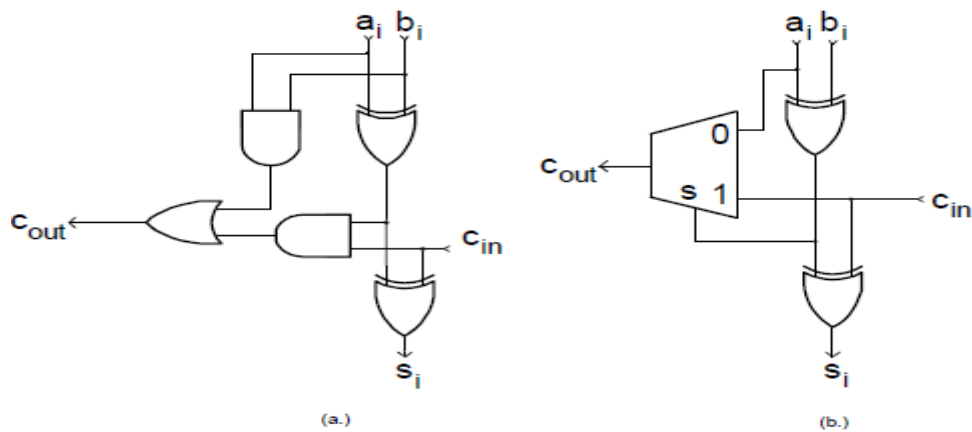 a_i b_i
c_out
c_in
s_i
(a.)
a_i b_i
0
c_out
s 1
c_in
s_i
(b.)